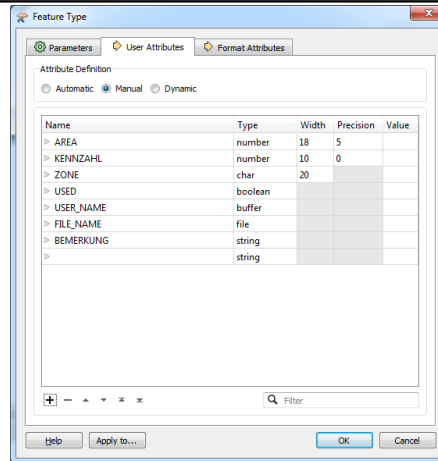 Feature Type
Parameters User Attributes Format Attributes
Attribute Definition
Automatic Manual Dynamic
Name Type Width Precision Value
AREA number 18 5
KENNZAHL number 10 0
ZONE char 20
USED boolean
USER_NAME buffer
FILE_NAME file
BEMERKUNG string
string
Filter
Help Apply to... OK Cancel